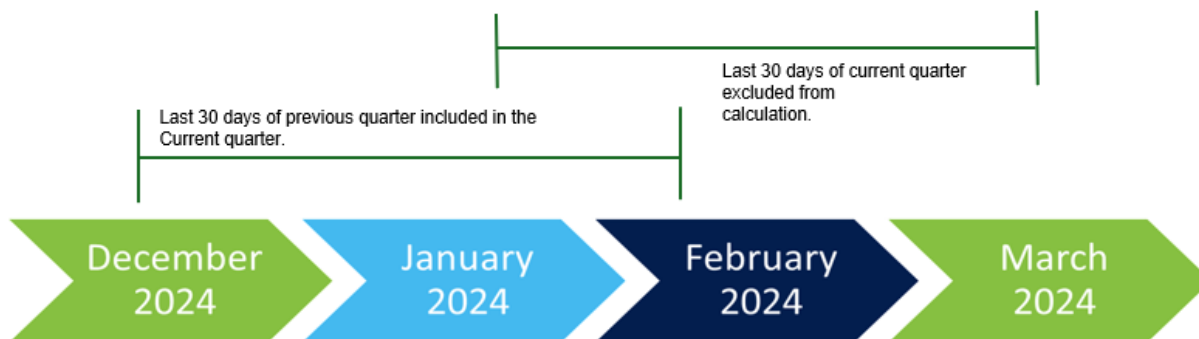 Last 30 days of current quarter
excluded from
calculation.
Last 30 days of previous quarter included in the
Current quarter.
December
2024
January
2024
February
2024
March
2024